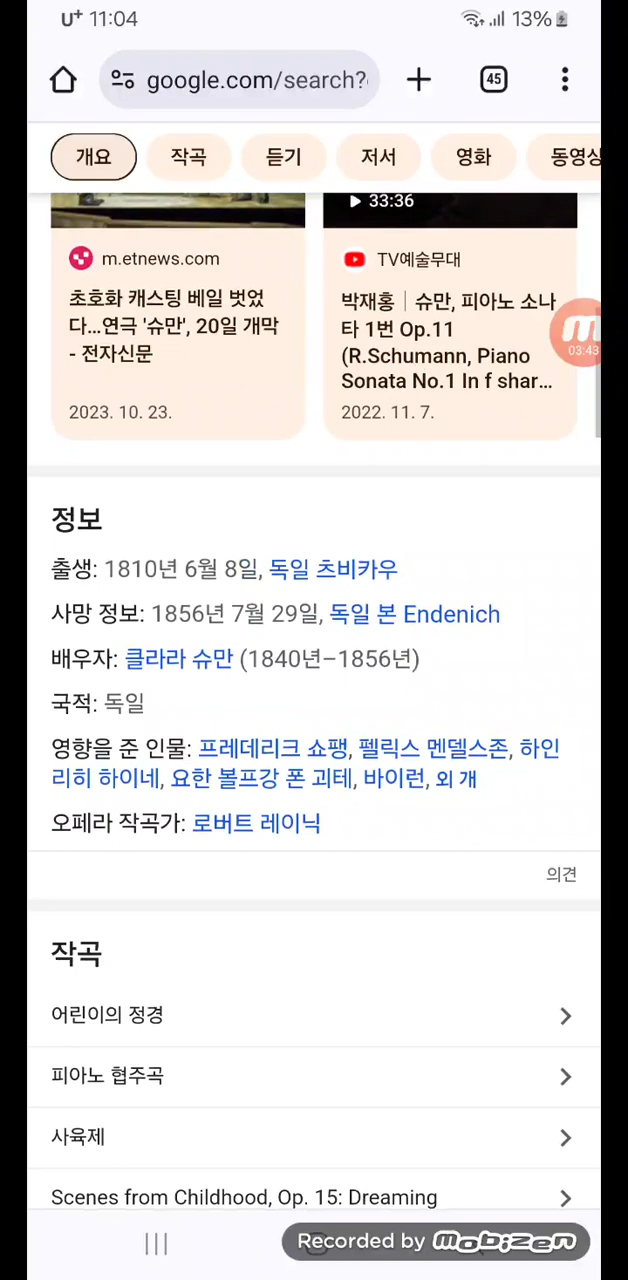 U+ 11:04
13%
google.com/search?
45
개요 작곡 듣기 저서 영화 동영상
33:36
m.etnews.com
초호화 캐스팅 베일 벗었
다...연극 '슈만', 20일 개막
- 전자신문
2023. 10. 23.
TV예술무대
박재홍│슈만, 피아노 소나
타 1번 Op.11
(R.Schumann, Piano
Sonata No.1 In f shar...
2022. 11. 7.
m
03:43
정보
출생: 1810년 6월 8일, 독일 츠비카우
사망 정보: 1856년 7월 29일, 독일 본 Endenich
배우자: 클라라 슈만 (1840년–1856년)
국적: 독일
영향을 준 인물: 프레데리크 쇼팽, 펠릭스 멘델스존, 하인
리히 하이네, 요한 볼프강 폰 괴테, 바이런, 외 개
오페라 작곡가: 로버트 레이닉
의견
작곡
어린이의 정경
피아노 협주곡
사육제
Scenes from Childhood, Op. 15: Dreaming
Recorded by mobizen